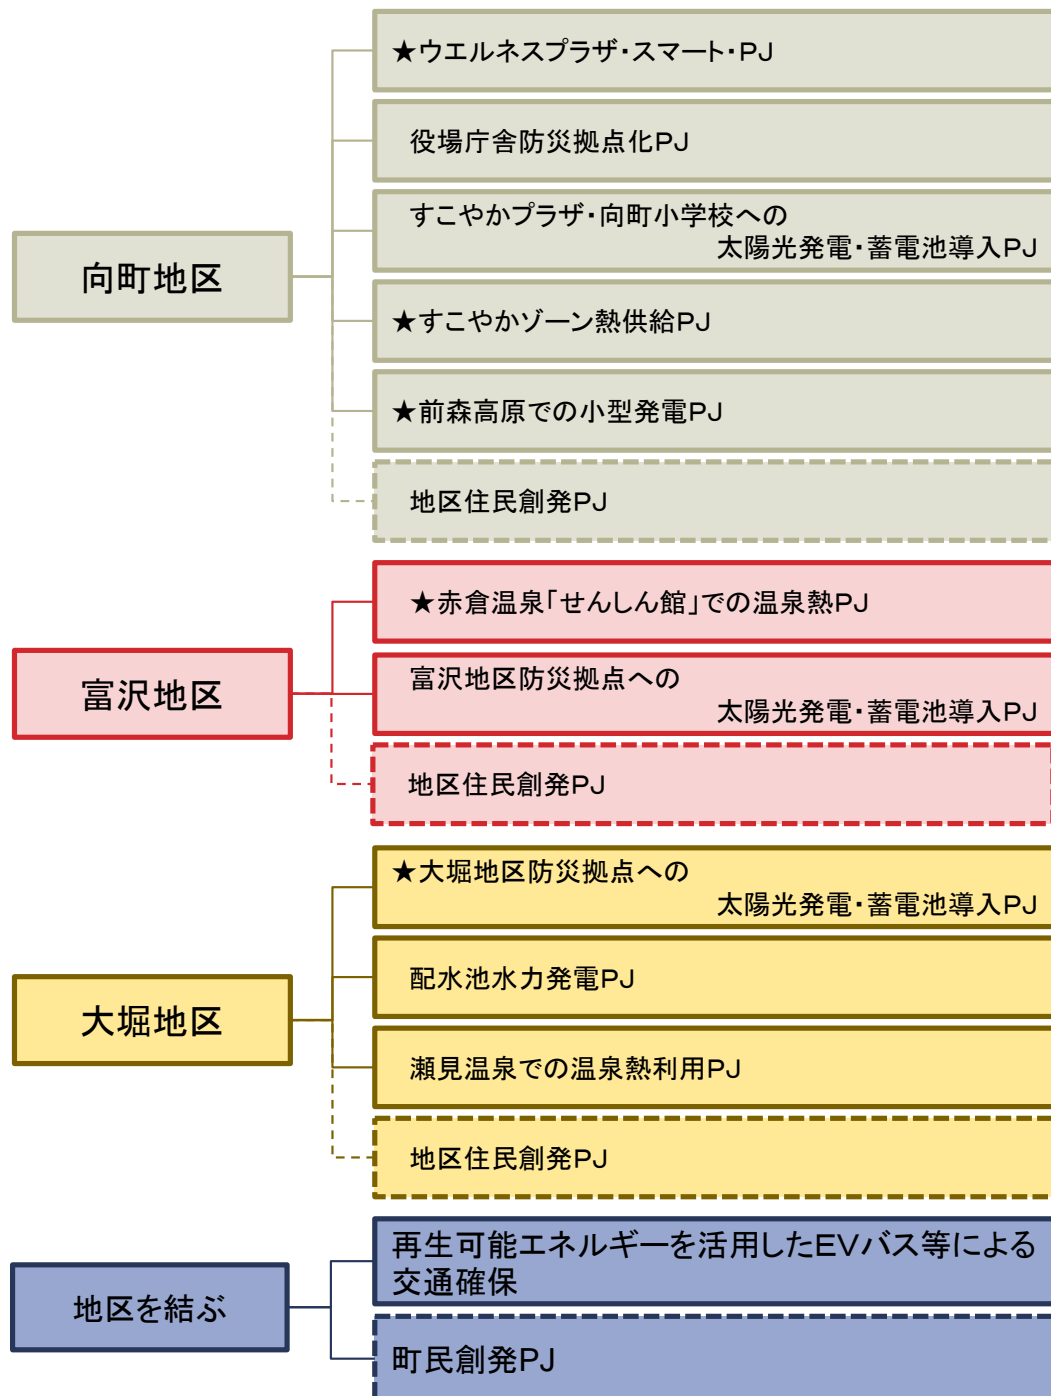 向町地区
★ウエルネスプラザ・スマート・PJ
役場庁舎防災拠点化PJ
すこやかプラザ・向町小学校への
太陽光発電・蓄電池導入PJ
★すこやかゾーン熱供給PJ
★前森高原での小型発電PJ
地区住民創発PJ
富沢地区
★赤倉温泉「せんしん館」での温泉熱PJ
富沢地区防災拠点への
太陽光発電・蓄電池導入PJ
地区住民創発PJ
大堀地区
★大堀地区防災拠点への
太陽光発電・蓄電池導入PJ
配水池水力発電PJ
瀬見温泉での温泉熱利用PJ
地区住民創発PJ
地区を結ぶ
再生可能エネルギーを活用したEVバス等による
交通確保
町民創発PJ